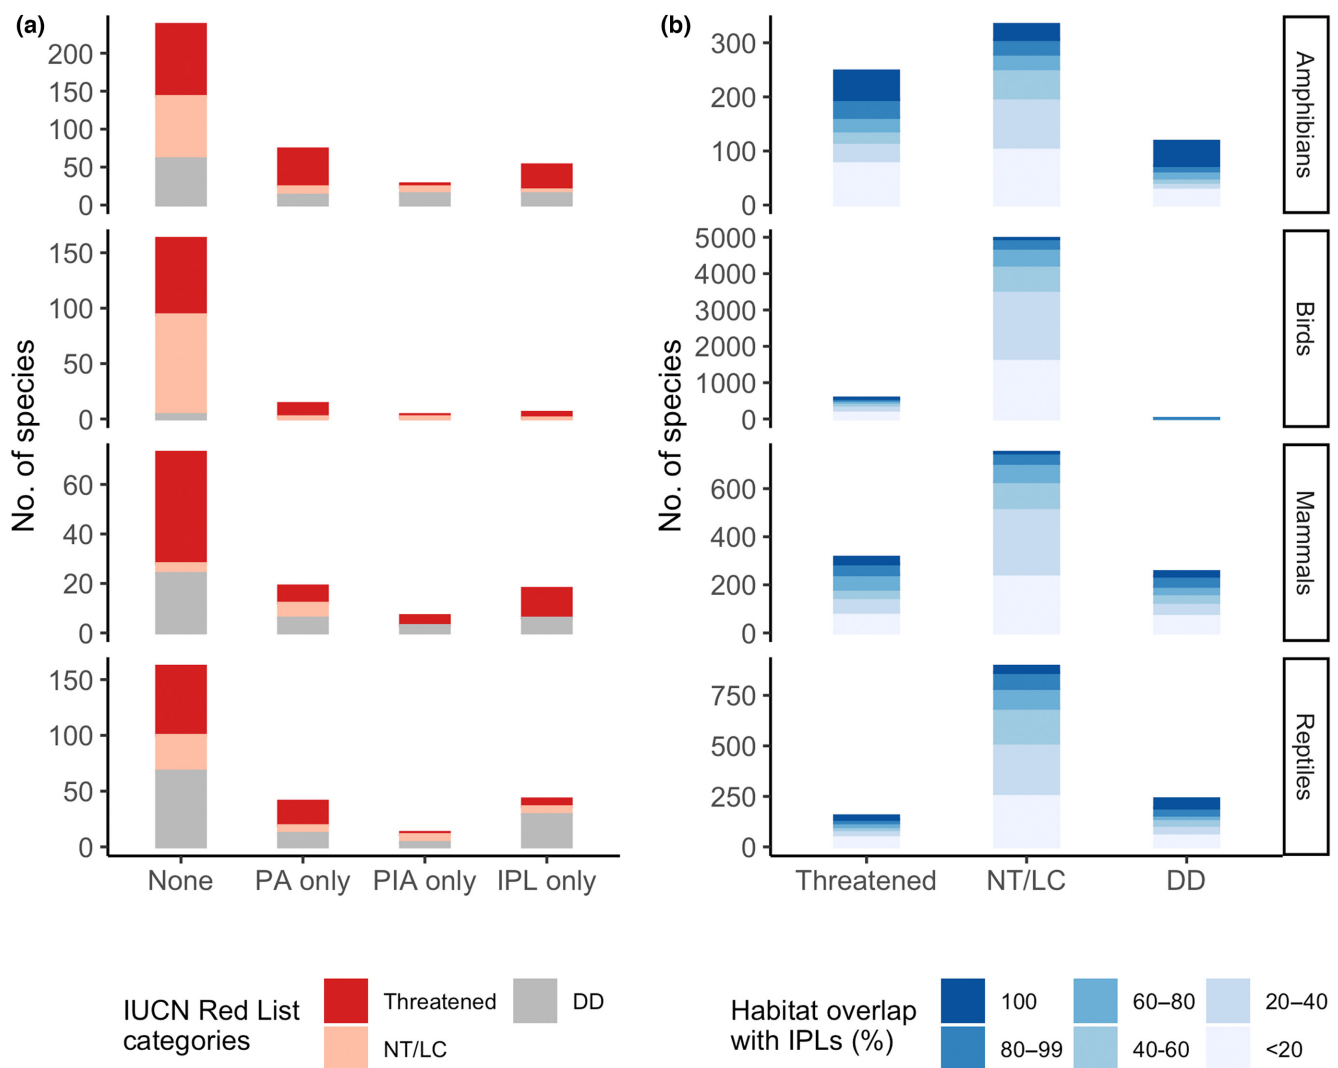 (a)
No. of species
200
150
100
50
0
150
100
50
0
60
40
20
0
150
100
50
0
None
PA only
PIA only
IPL only
IUCN Red List
categories
Threatened
NT/LC
DD
(b)
No. of species
300
200
100
0
Amphibians
5000
4000
3000
2000
1000
0
Birds
600
400
200
0
Mammals
750
500
250
0
Reptiles
Threatened
NT/LC
DD
Habitat overlap
with IPLs (%)
100
80–99
60–80
40-60
20–40
<20